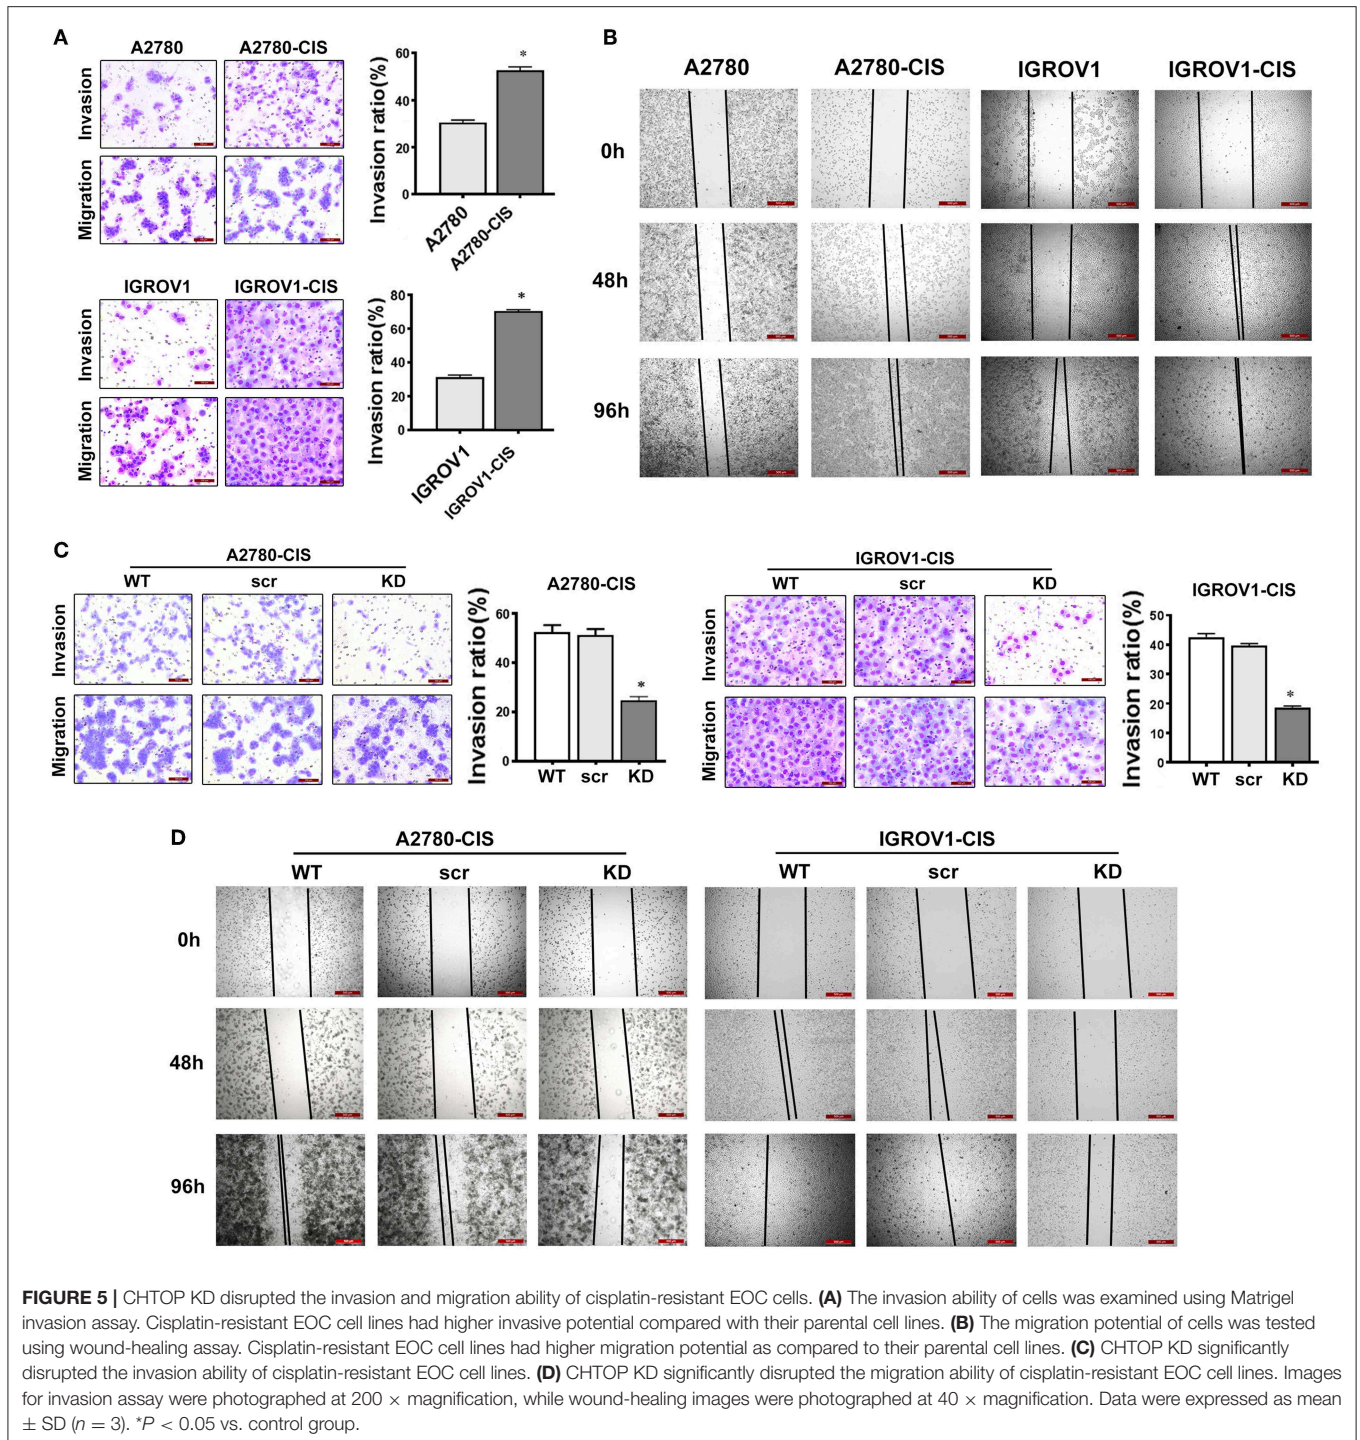 A
A2780 A2780-CIS
Invasion
Migration
Invasion ratio(%)
60
40
20
0
*
A2780
A2780-CIS
IGROV1 IGROV1-CIS
Invasion
Migration
Invasion ratio(%)
80
60
40
20
0
*
IGROV1
IGROV1-CIS
B
A2780 A2780-CIS IGROV1 IGROV1-CIS
0h
48h
96h
C
A2780-CIS
WT scr KD
Invasion
Migration
A2780-CIS
Invasion ratio(%)
60
40
20
0
*
WT scr KD
IGROV1-CIS
WT scr KD
Invasion
Migration
IGROV1-CIS
Invasion ratio(%)
50
40
30
20
10
0
*
WT scr KD
D
A2780-CIS IGROV1-CIS
WT scr KD WT scr KD
0h
48h
96h
FIGURE 5 | CHTOP KD disrupted the invasion and migration ability of cisplatin-resistant EOC cells. (A) The invasion ability of cells was examined using Matrigel
invasion assay. Cisplatin-resistant EOC cell lines had higher invasive potential compared with their parental cell lines. (B) The migration potential of cells was tested
using wound-healing assay. Cisplatin-resistant EOC cell lines had higher migration potential as compared to their parental cell lines. (C) CHTOP KD significantly
disrupted the invasion ability of cisplatin-resistant EOC cell lines. (D) CHTOP KD significantly disrupted the migration ability of cisplatin-resistant EOC cell lines. Images
for invasion assay were photographed at 200 × magnification, while wound-healing images were photographed at 40 × magnification. Data were expressed as mean
± SD (n = 3). *P < 0.05 vs. control group.